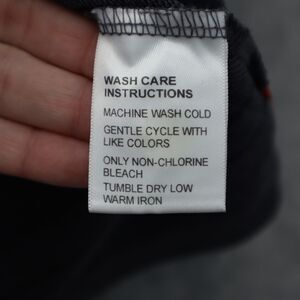 WASH CARE
INSTRUCTIONS
MACHINE WASH COLD
GENTLE CYCLE WITH
LIKE COLORS
ONLY NON-CHLORINE
BLEACH
TUMBLE DRY LOW
WARM IRON